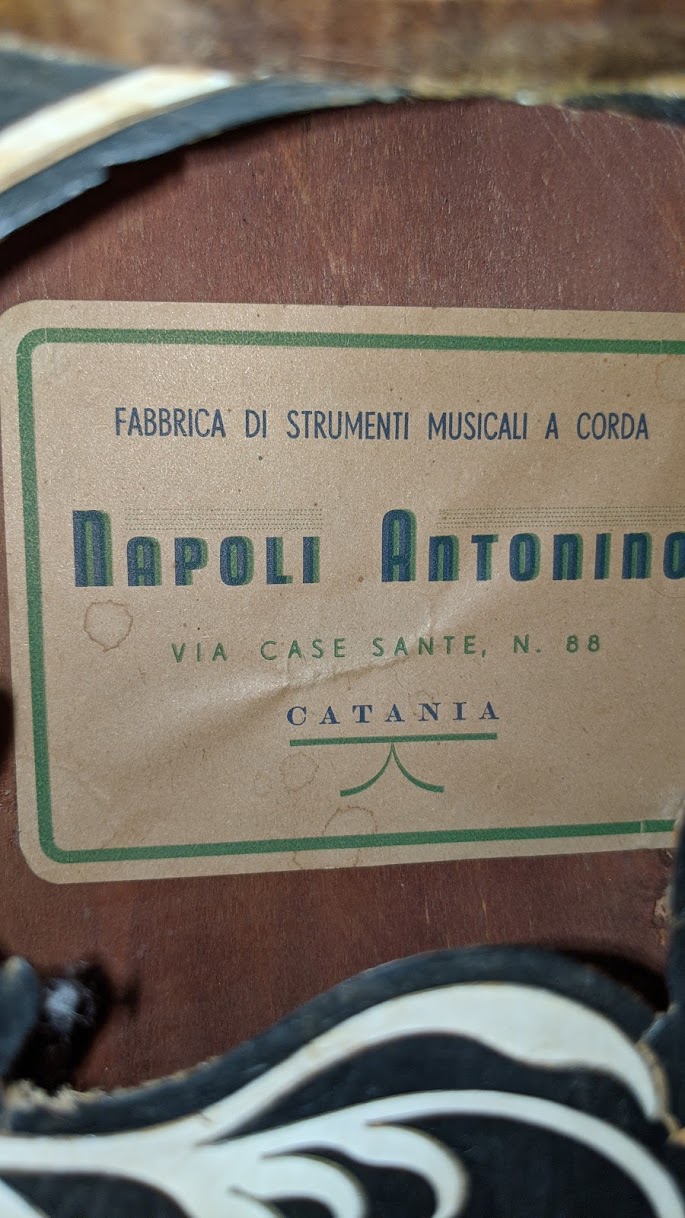 FABBRICA DI STRUMENTI MUSICALI A CORDA
NAPOLI ANTONINO
VIA CASE SANTE, N. 88
CATANIA